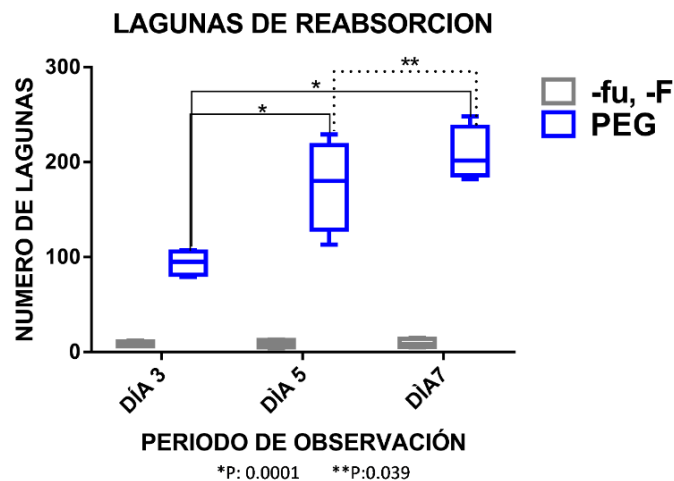 LAGUNAS DE REABSORCION
NUMERO DE LAGUNAS
300
200
100
0
*
*
**
-fu, -F
PEG
DÍA 3
DÌA 5
DÌA7
PERIODO DE OBSERVACIÓN
*P: 0.0001 **P:0.039